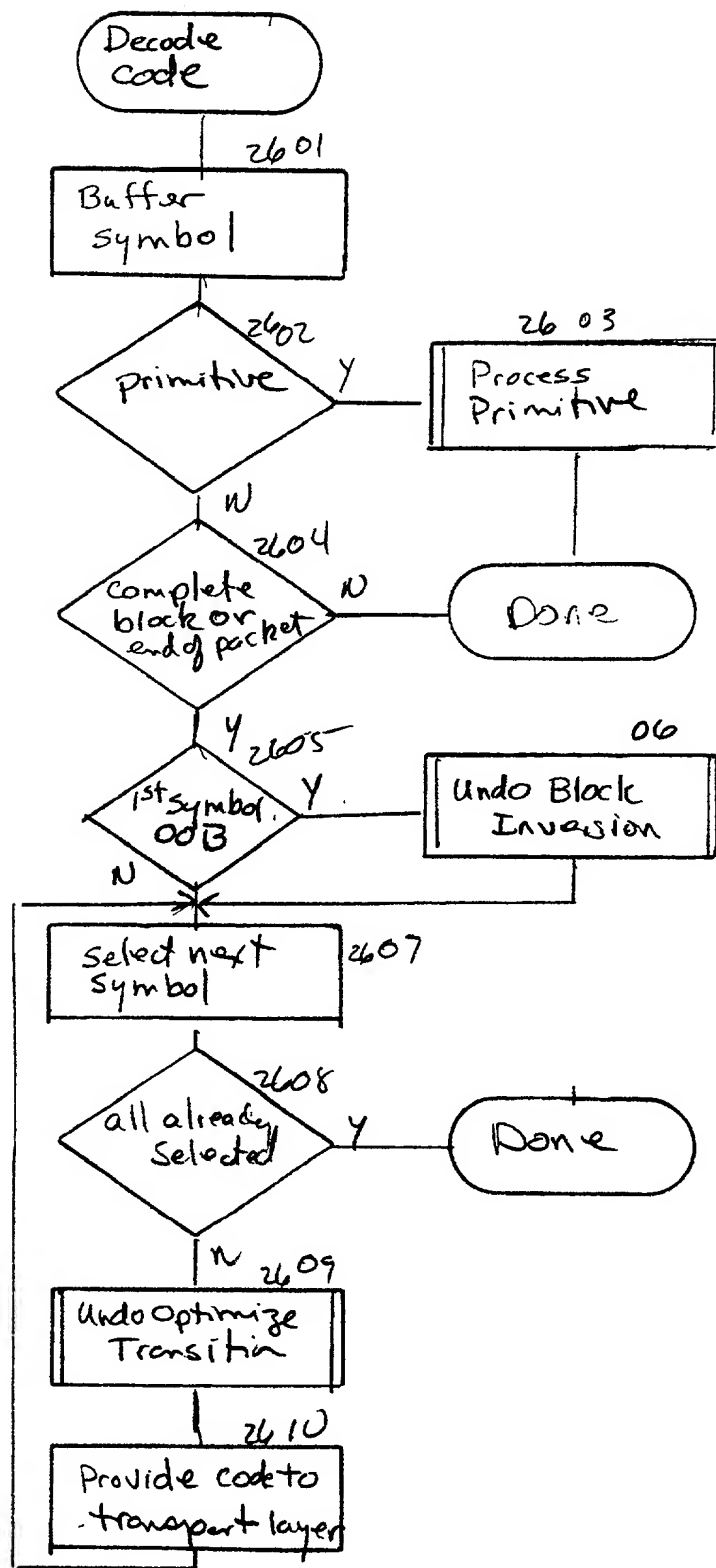 Decode
code
2601
Buffer
symbol
2602
primitive
Y
2603
Process
Primitive
N
2604
complete
block or
end of packet
N
Done
Y
2605
1st symbol
OOB
Y
06
Undo Block
Inversion
N
Select next
Symbol
2607
2608
all already
Selected
Y
Done
N
2609
Undo Optimize
Transition
2610
Provide code to
transport layer